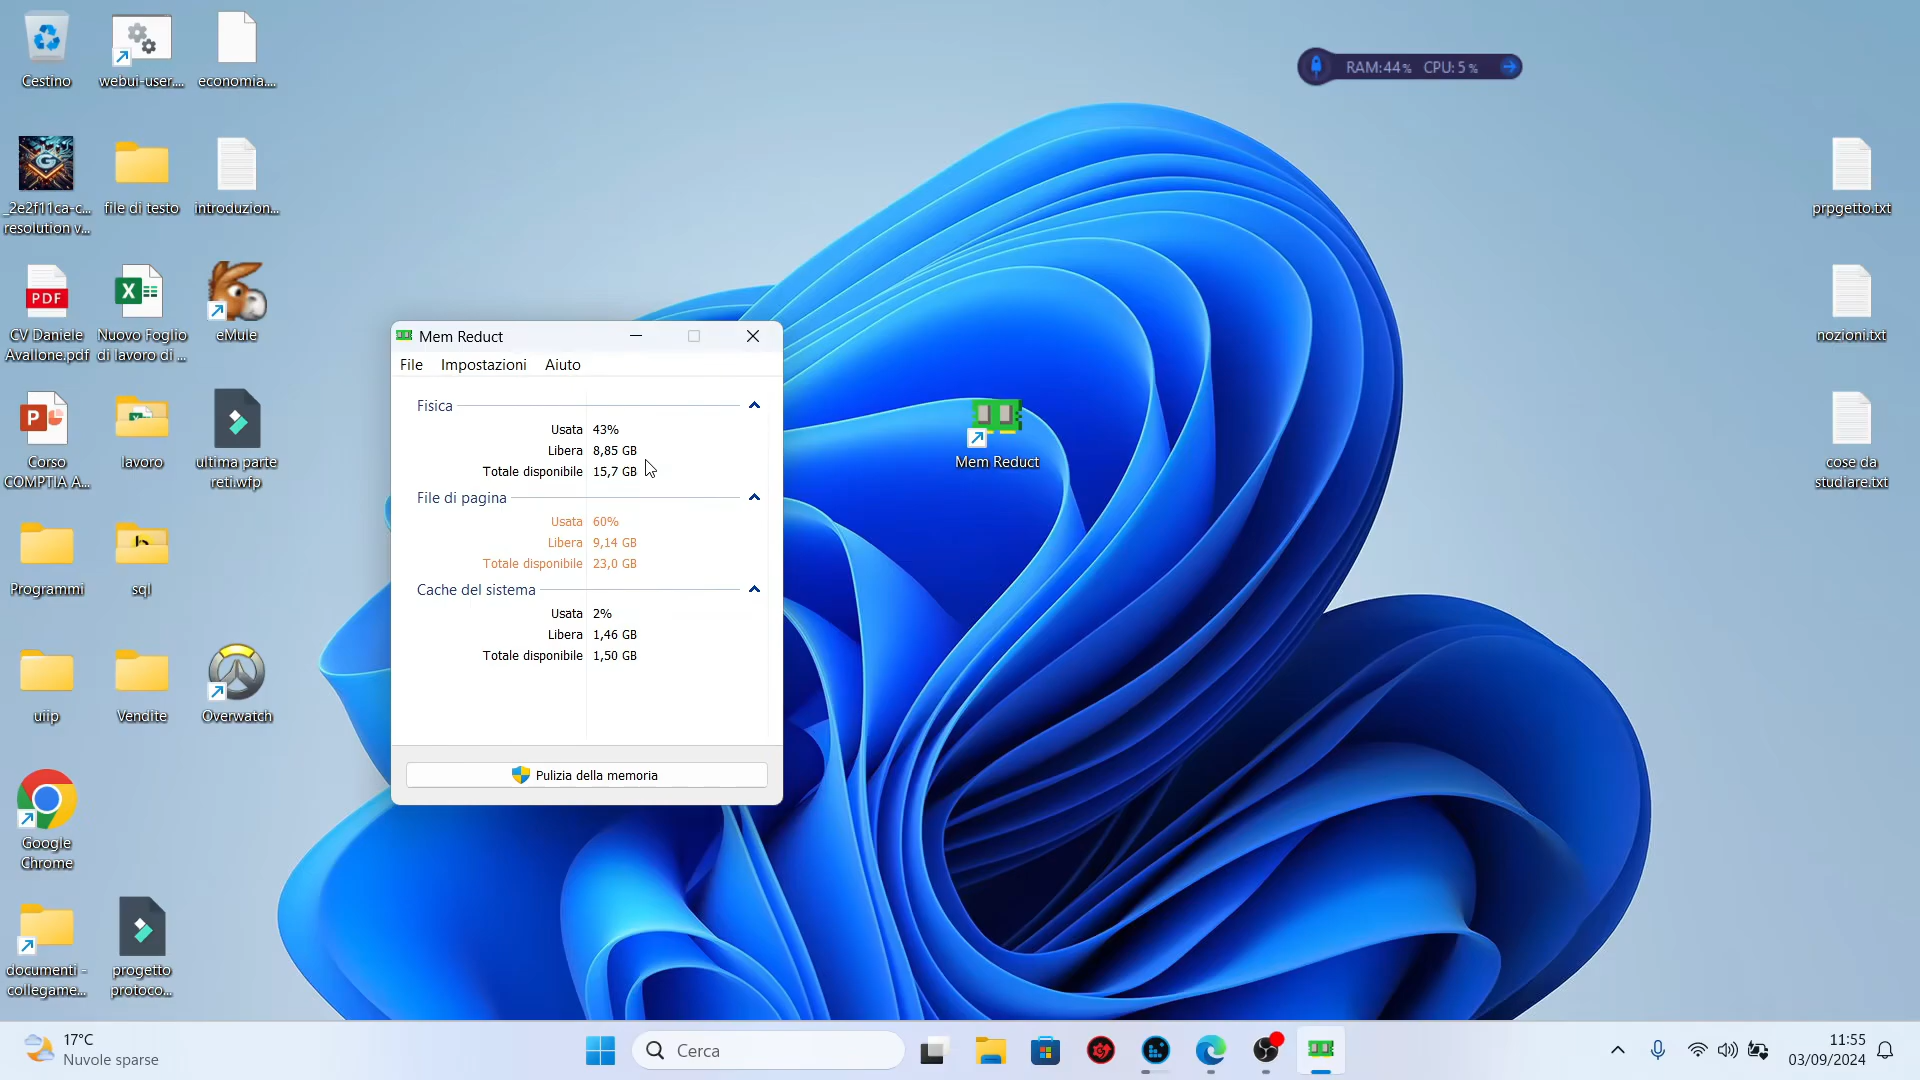 Cestino
webui-user....
economia....
_2e2f11ca-c...
resolution v...
file di testo
introduzion...
PDF
CV Daniele
Avallone.pdf
Nuovo Foglio
di lavoro di ...
eMule
Corso
COMPTIA A...
lavoro
ultima parte
reti.wfp
Programmi
sql
uiip
Vendite
Overwatch
Google
Chrome
documenti -
collegame...
progetto
protoco...
Mem Reduct
File Impostazioni Aiuto
Fisica
Usata 43%
Libera 8,85 GB
Totale disponibile 15,7 GB
File di pagina
Usata 60%
Libera 9,14 GB
Totale disponibile 23,0 GB
Cache del sistema
Usata 2%
Libera 1,46 GB
Totale disponibile 1,50 GB
Pulizia della memoria
Mem Reduct
RAM:44% CPU:5%
prpgetto.txt
nozioni.txt
cose da
studiare.txt
17°C
Nuvole sparse
Cerca
11:55
03/09/2024